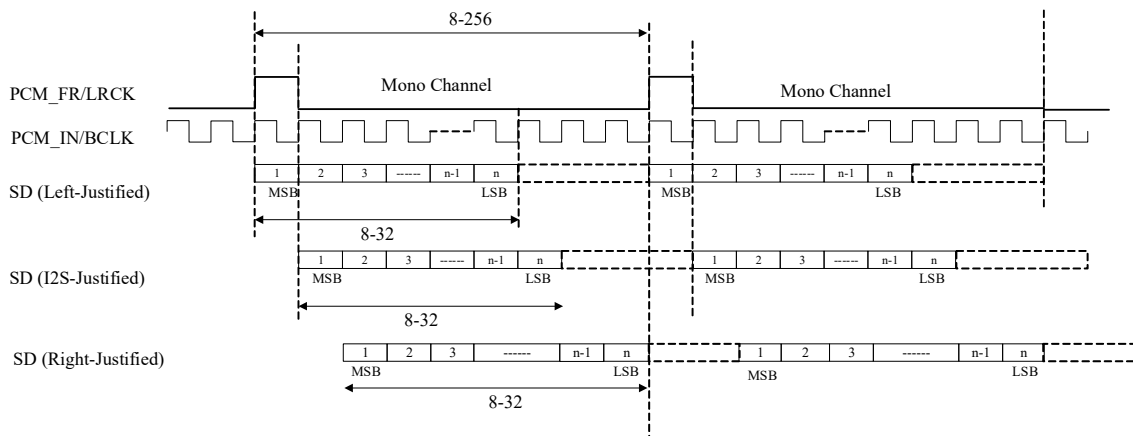 8-256
PCM_FR/LRCK Mono Channel Mono Channel
PCM_IN/BCLK
SD (Left-Justified) 1 2 3 ------ n-1 n 1 2 3 ------ n-1 n
MSB LSB MSB LSB
8-32
SD (I2S-Justified) 1 2 3 ------ n-1 n 1 2 3 ------ n-1 n
MSB LSB MSB LSB
8-32
SD (Right-Justified) 1 2 3 ------ n-1 n 1 2 3 ------ n-1 n
MSB LSB MSB LSB
8-32